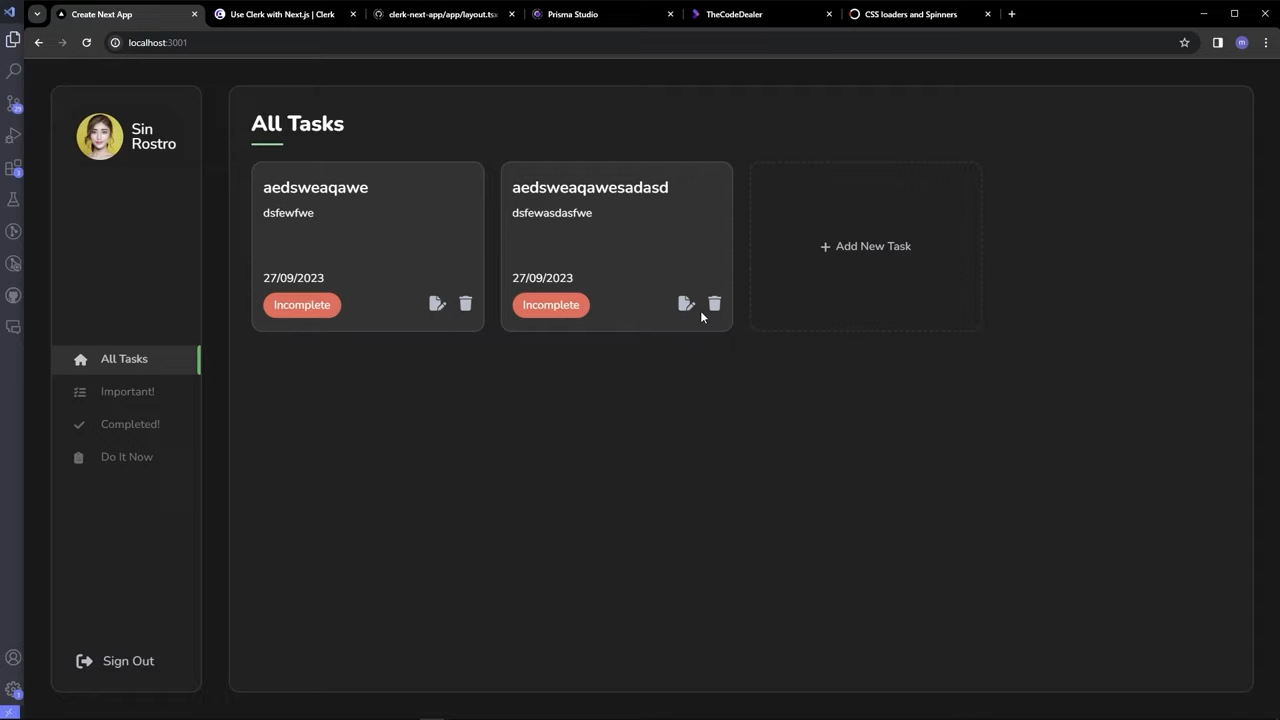 Create Next App
Use Clerk with Next.js | Clerk
clerk-next-app/app/layout.tsx
Prisma Studio
TheCodeDealer
CSS loaders and Spinners
localhost:3001
m
Sin
Rostro
All Tasks
Important!
Completed!
Do It Now
Sign Out
All Tasks
aedsweaqawe
dsfewfwe
27/09/2023
Incomplete
aedsweaqawesadasd
dsfewasdasfwe
27/09/2023
Incomplete
+ Add New Task